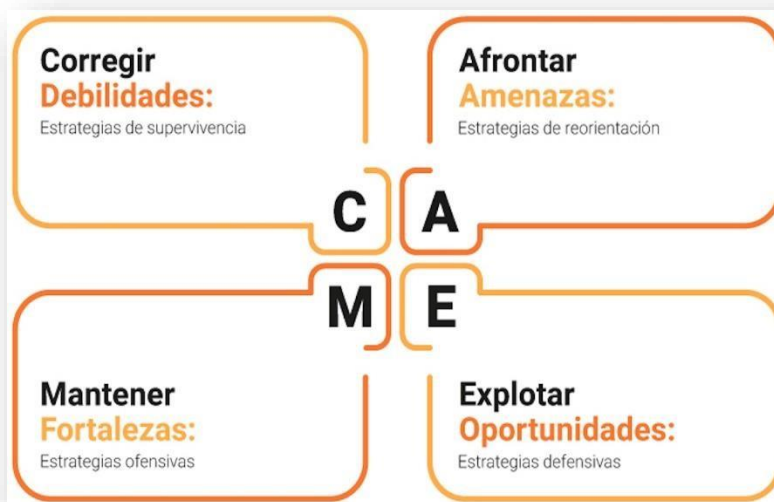 Corregir
Debilidades:
Estrategias de supervivencia
Afrontar
Amenazas:
Estrategias de reorientación
C
A
M
E
Mantener
Fortalezas:
Estrategias ofensivas
Explotar
Oportunidades:
Estrategias defensivas